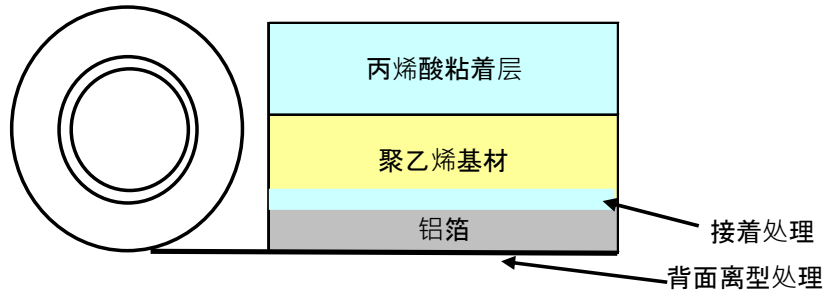 丙烯酸粘着层
聚乙烯基材
铝箔
接着处理
背面离型处理